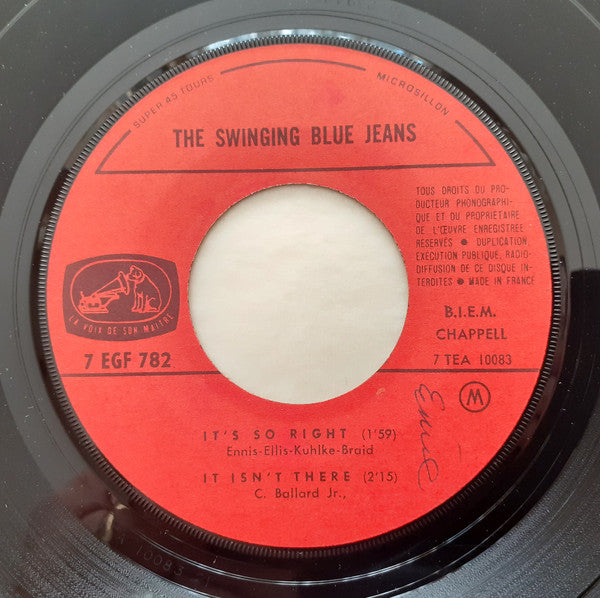 SUPER 45 TOURS
MICROSILLON
THE SWINGING BLUE JEANS
TOUS DROITS DU PRO-
DUCTEUR PHONOGRAPHI-
QUE ET DU PROPRIETAIRE
DE L'ŒUVRE ENREGISTREE
RESERVES ● DUPLICATION,
EXECUTION PUBLIQUE, RADIO-
DIFFUSION DE CE DISQUE IN-
TERDITES ● MADE IN FRANCE
LA VOIX DE SON MAITRE
7 EGF 782
B.I.E.M.
CHAPPELL
7 TEA 10083
M
IT'S SO RIGHT (1'59)
Ennis-Ellis-Kuhlke-Braid
IT ISN'T THERE (2'15)
C. Ballard Jr.,
10083